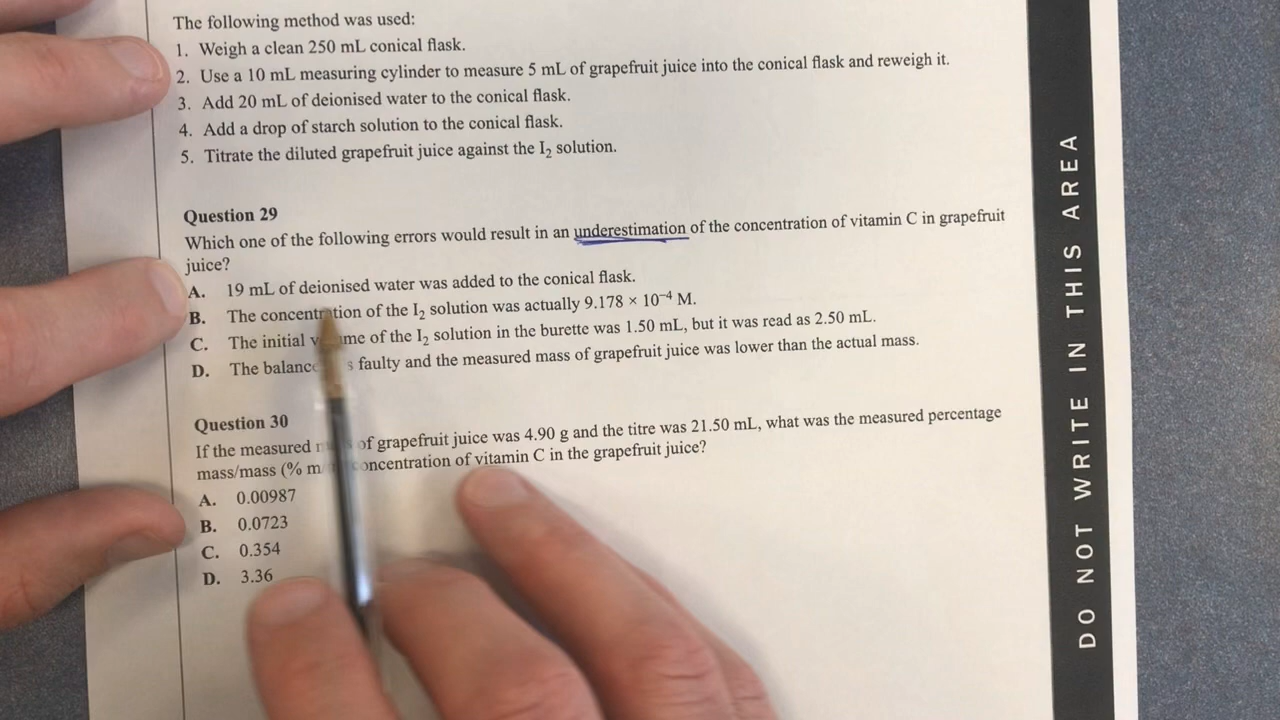 The following method was used:
1. Weigh a clean 250 mL conical flask.
2. Use a 10 mL measuring cylinder to measure 5 mL of grapefruit juice into the conical flask and reweigh it.
3. Add 20 mL of deionised water to the conical flask.
4. Add a drop of starch solution to the conical flask.
5. Titrate the diluted grapefruit juice against the I₂ solution.
Question 29
Which one of the following errors would result in an underestimation of the concentration of vitamin C in grapefruit
juice?
A. 19 mL of deionised water was added to the conical flask.
B. The concentration of the I₂ solution was actually 9.178 × 10⁻⁴ M.
C. The initial volume of the I₂ solution in the burette was 1.50 mL, but it was read as 2.50 mL.
D. The balance faulty and the measured mass of grapefruit juice was lower than the actual mass.
Question 30
If the measured of grapefruit juice was 4.90 g and the titre was 21.50 mL, what was the measured percentage
mass/mass (% concentration of vitamin C in the grapefruit juice?
A. 0.00987
B. 0.0723
C. 0.354
D. 3.36
DO NOT WRITE IN THIS AREA